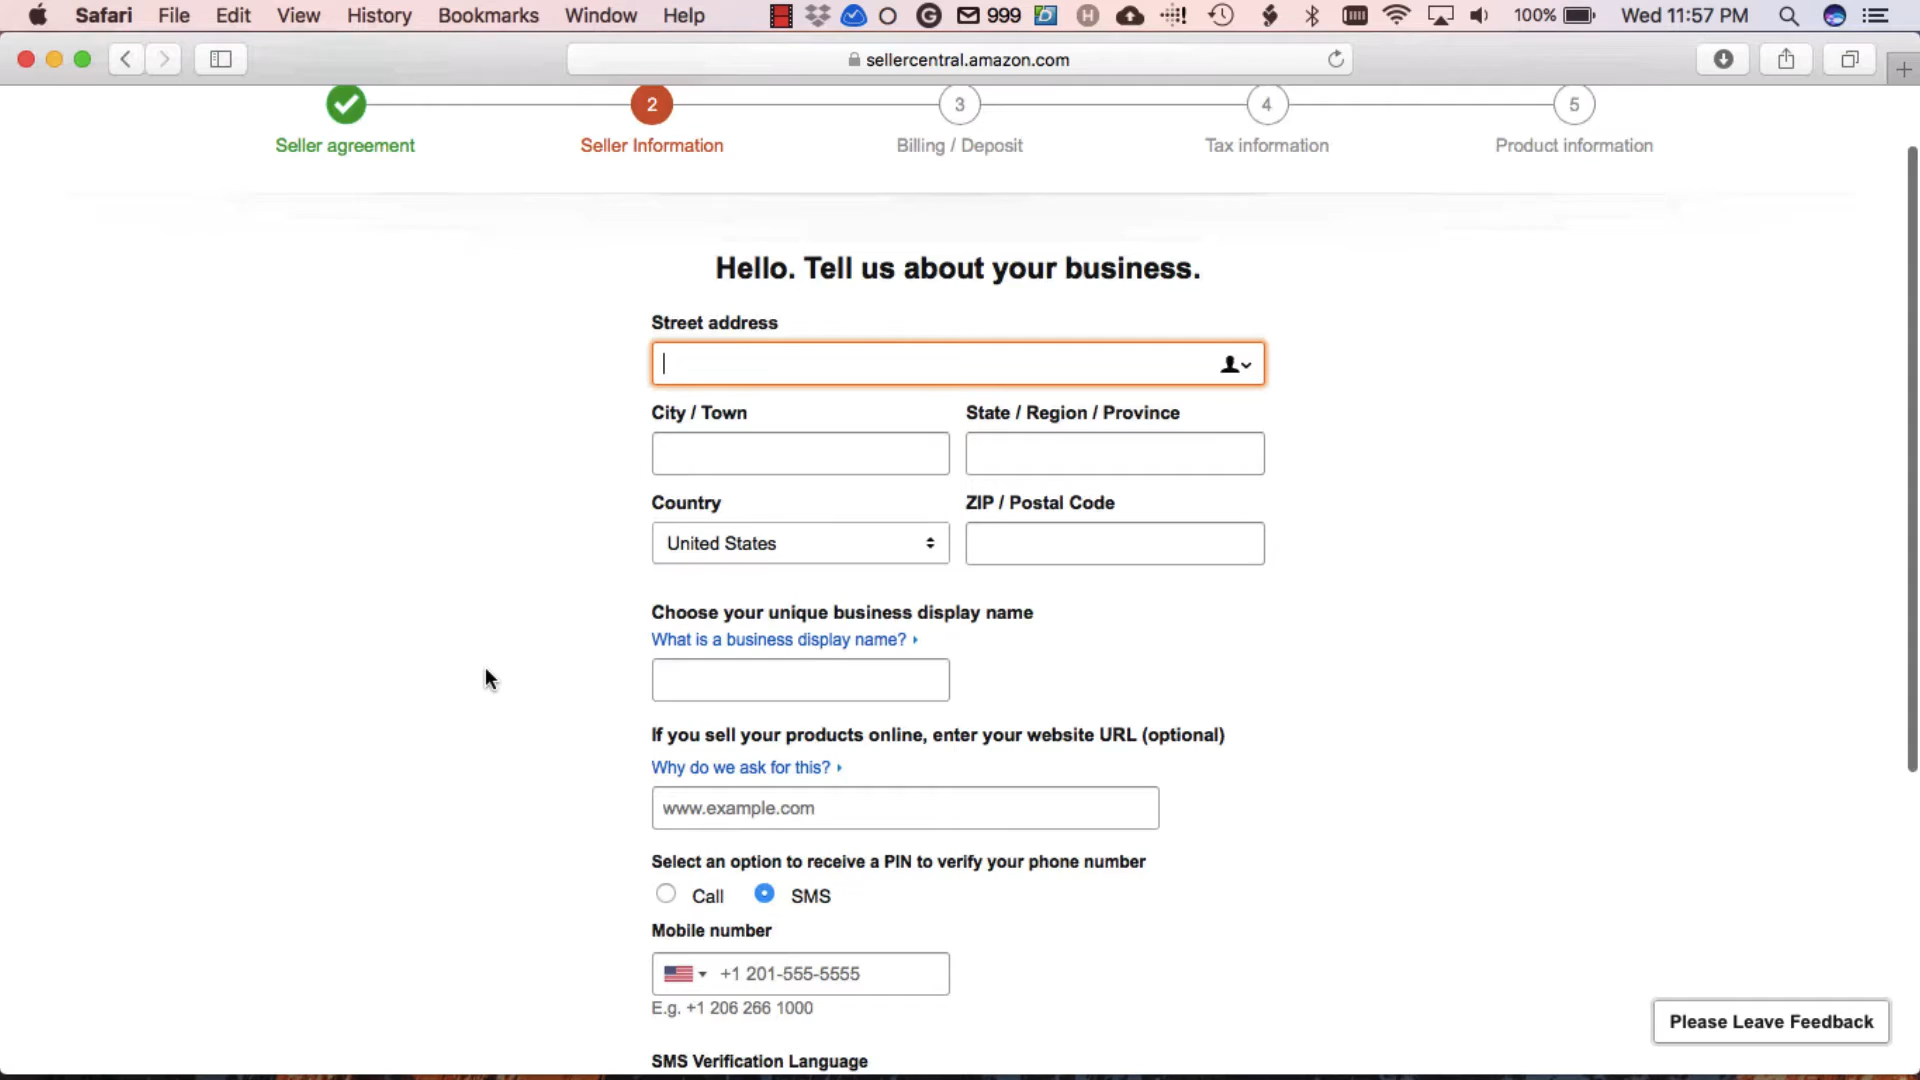 Safari File Edit View History Bookmarks Window Help 999 100% Wed 11:57 PM
sellercentral.amazon.com
2 3 4 5
Seller agreement Seller Information Billing / Deposit Tax information Product information
Hello. Tell us about your business.
Street address
City / Town State / Region / Province
Country ZIP / Postal Code
United States
Choose your unique business display name
What is a business display name?
If you sell your products online, enter your website URL (optional)
Why do we ask for this?
www.example.com
Select an option to receive a PIN to verify your phone number
Call SMS
Mobile number
+1 201-555-5555
E.g. +1 206 266 1000
Please Leave Feedback
SMS Verification Language